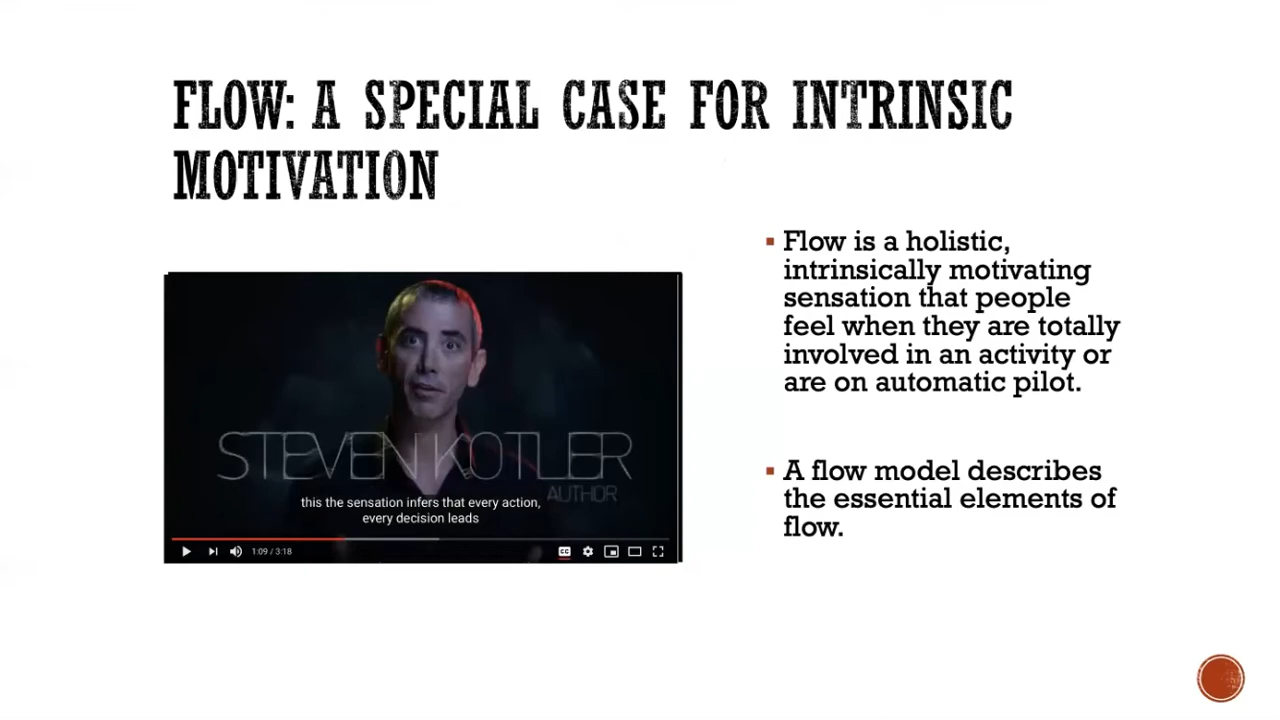 FLOW: A SPECIAL CASE FOR INTRINSIC
MOTIVATION
STEVEN KOTLER
AUTHOR
this the sensation infers that every action,
every decision leads
1:09 / 3:18
CC
▪ Flow is a holistic,
intrinsically motivating
sensation that people
feel when they are totally
involved in an activity or
are on automatic pilot.
▪ A flow model describes
the essential elements of
flow.